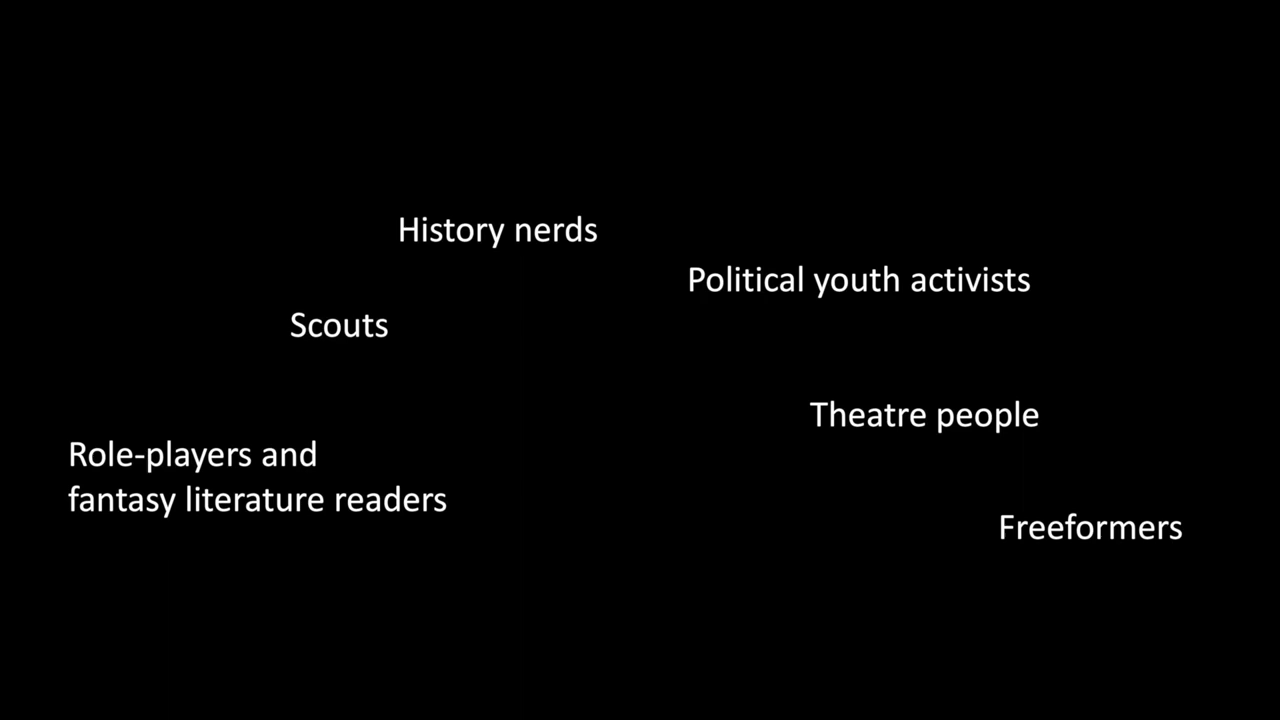 History nerds
Political youth activists
Scouts
Theatre people
Role-players and
fantasy literature readers
Freeformers